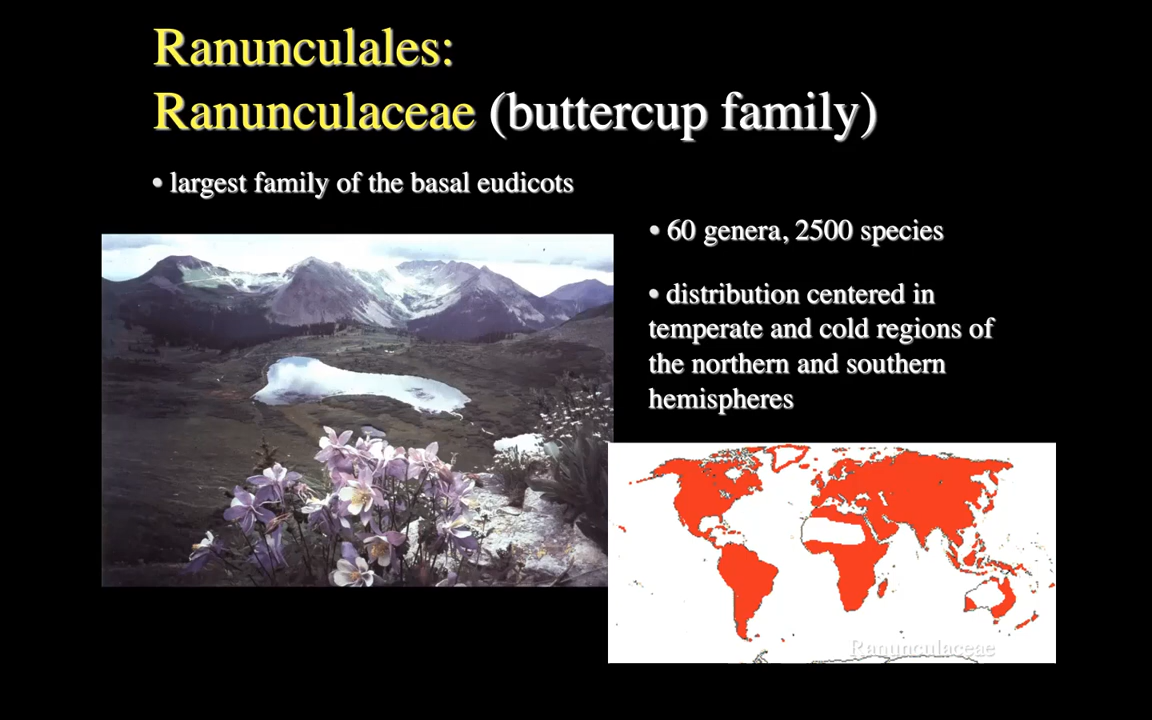 Ranunculales:
Ranunculaceae (buttercup family)
• largest family of the basal eudicots
• 60 genera, 2500 species
• distribution centered in
temperate and cold regions of
the northern and southern
hemispheres
Ranunculaceae